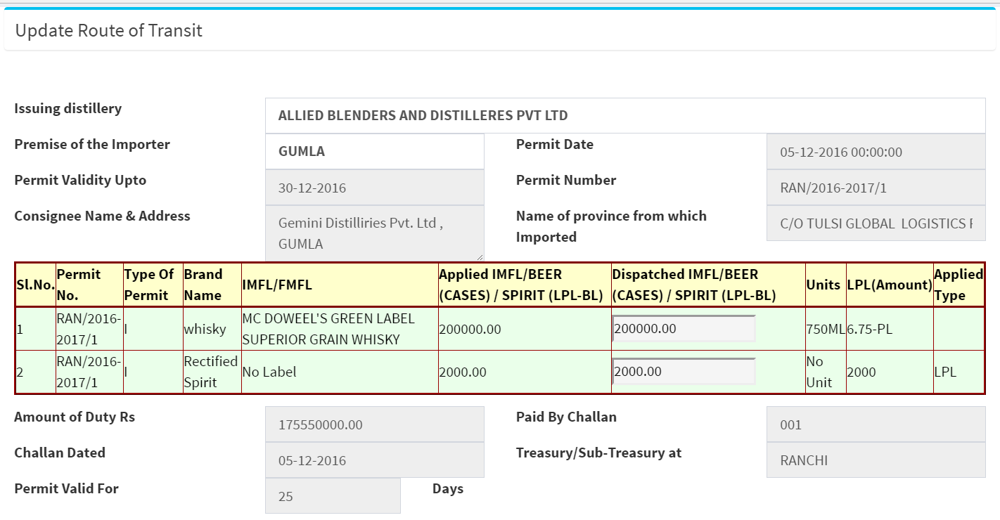 Update Route of Transit
Issuing distillery
ALLIED BLENDERS AND DISTILLERES PVT LTD
Premise of the Importer
GUMLA
Permit Date
05-12-2016 00:00:00
Permit Validity Upto
30-12-2016
Permit Number
RAN/2016-2017/1
Consignee Name & Address
Gemini Distilliries Pvt. Ltd ,
GUMLA
Name of province from which
Imported
C/O TULSI GLOBAL LOGISTICS
Sl.No.
Permit
No.
Type Of
Permit
Brand
Name
IMFL/FMFL
Applied IMFL/BEER
(CASES) / SPIRIT (LPL-BL)
Dispatched IMFL/BEER
(CASES) / SPIRIT (LPL-BL)
Units
LPL(Amount)
Applied
Type
1
RAN/2016-
2017/1
I
whisky
MC DOWEEL'S GREEN LABEL
SUPERIOR GRAIN WHISKY
200000.00
200000.00
750ML
6.75-PL
2
RAN/2016-
2017/1
I
Rectified
Spirit
No Label
2000.00
2000.00
No
Unit
2000
LPL
Amount of Duty Rs
175550000.00
Paid By Challan
001
Challan Dated
05-12-2016
Treasury/Sub-Treasury at
RANCHI
Permit Valid For
25
Days